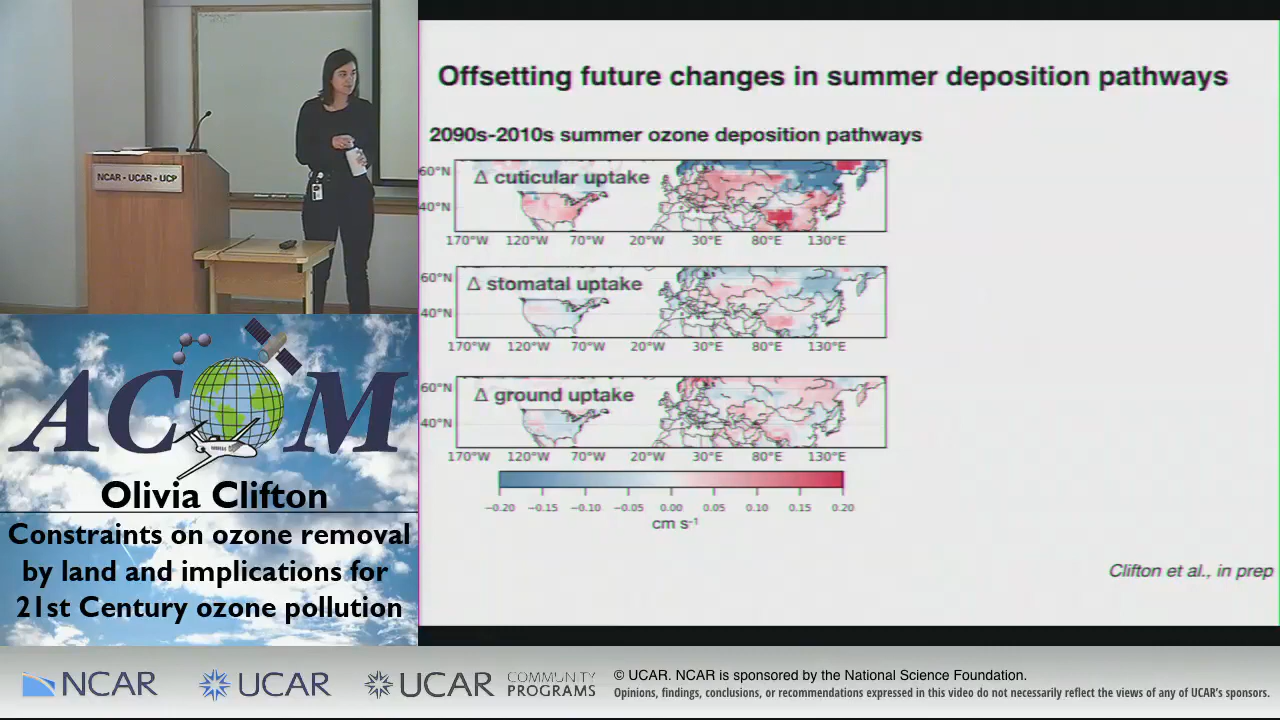 NCAR • UCAR • UCP
ACOM
Olivia Clifton
Constraints on ozone removal
by land and implications for
21st Century ozone pollution
Offsetting future changes in summer deposition pathways
2090s-2010s summer ozone deposition pathways
60°N
Δ cuticular uptake
40°N
170°W 120°W 70°W 20°W 30°E 80°E 130°E
60°N
Δ stomatal uptake
40°N
170°W 120°W 70°W 20°W 30°E 80°E 130°E
60°N
Δ ground uptake
40°N
170°W 120°W 70°W 20°W 30°E 80°E 130°E
−0.20 −0.15 −0.10 −0.05 0.00 0.05 0.10 0.15 0.20
cm s⁻¹
Clifton et al., in prep
NCAR UCAR UCAR COMMUNITY PROGRAMS
© UCAR. NCAR is sponsored by the National Science Foundation.
Opinions, findings, conclusions, or recommendations expressed in this video do not necessarily reflect the views of any of UCAR's sponsors.